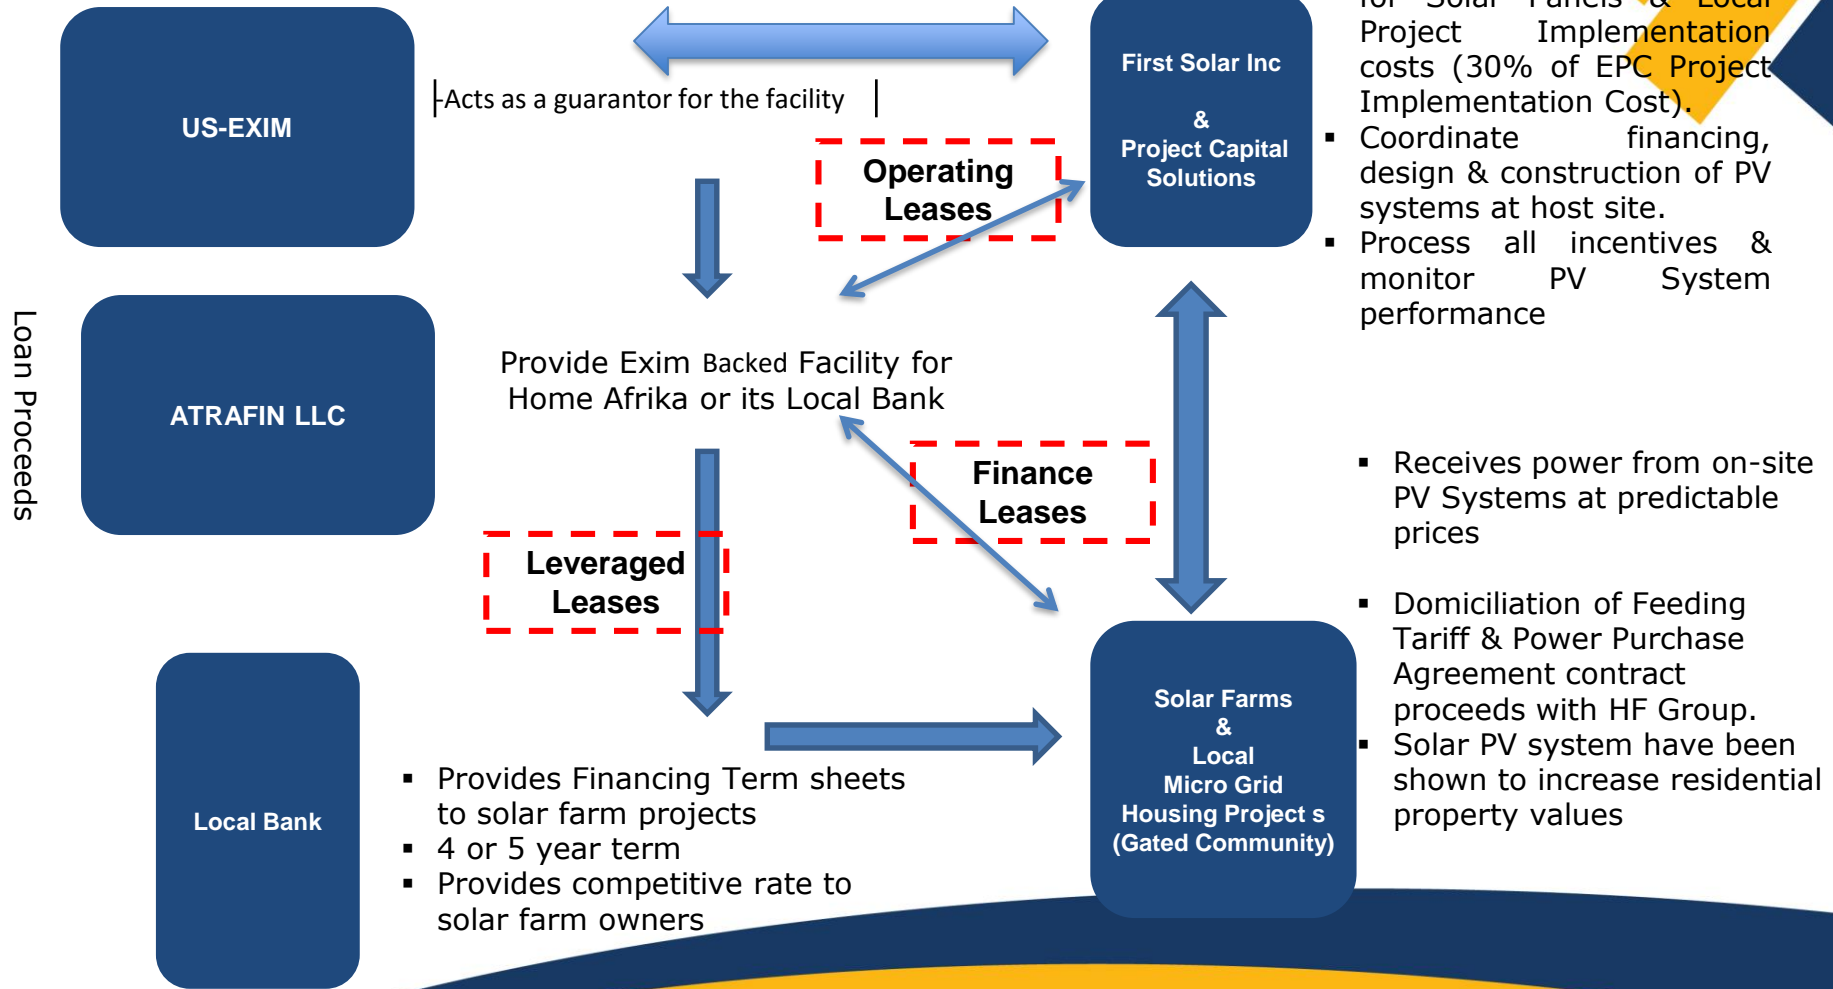 US-EXIM
-Acts as a guarantor for the facility
First Solar Inc
&
Project Capital
Solutions
for Solar Panels & Local
Project Implementation
costs (30% of EPC Project
Implementation Cost).
▪ Coordinate financing,
design & construction of PV
systems at host site.
▪ Process all incentives &
monitor PV System
performance
Operating
Leases
Loan Proceeds
ATRAFIN LLC
Provide Exim Backed Facility for
Home Afrika or its Local Bank
Finance
Leases
▪ Receives power from on-site
PV Systems at predictable
prices
Leveraged
Leases
▪ Domiciliation of Feeding
Tariff & Power Purchase
Agreement contract
proceeds with HF Group.
▪ Solar PV system have been
shown to increase residential
property values
Local Bank
▪ Provides Financing Term sheets
to solar farm projects
▪ 4 or 5 year term
▪ Provides competitive rate to
solar farm owners
Solar Farms
&
Local
Micro Grid
Housing Project s
(Gated Community)